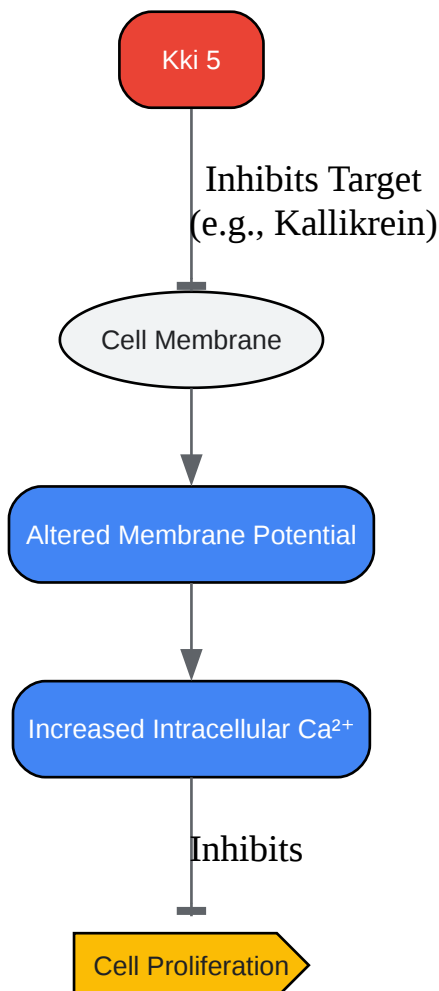 Kki 5
Inhibits Target
(e.g., Kallikrein)
Cell Membrane
Altered Membrane Potential
Increased Intracellular Ca²⁺
Inhibits
Cell Proliferation